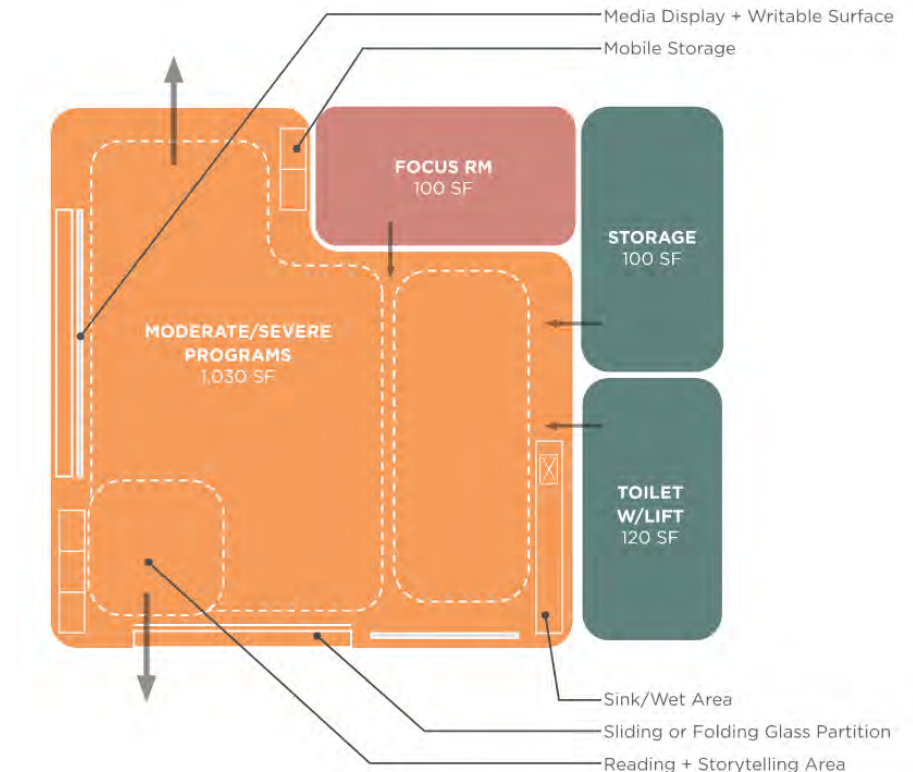 Media Display + Writable Surface
Mobile Storage
FOCUS RM
100 SF
STORAGE
100 SF
MODERATE/SEVERE
PROGRAMS
1,030 SF
TOILET
W/LIFT
120 SF
Sink/Wet Area
Sliding or Folding Glass Partition
Reading + Storytelling Area